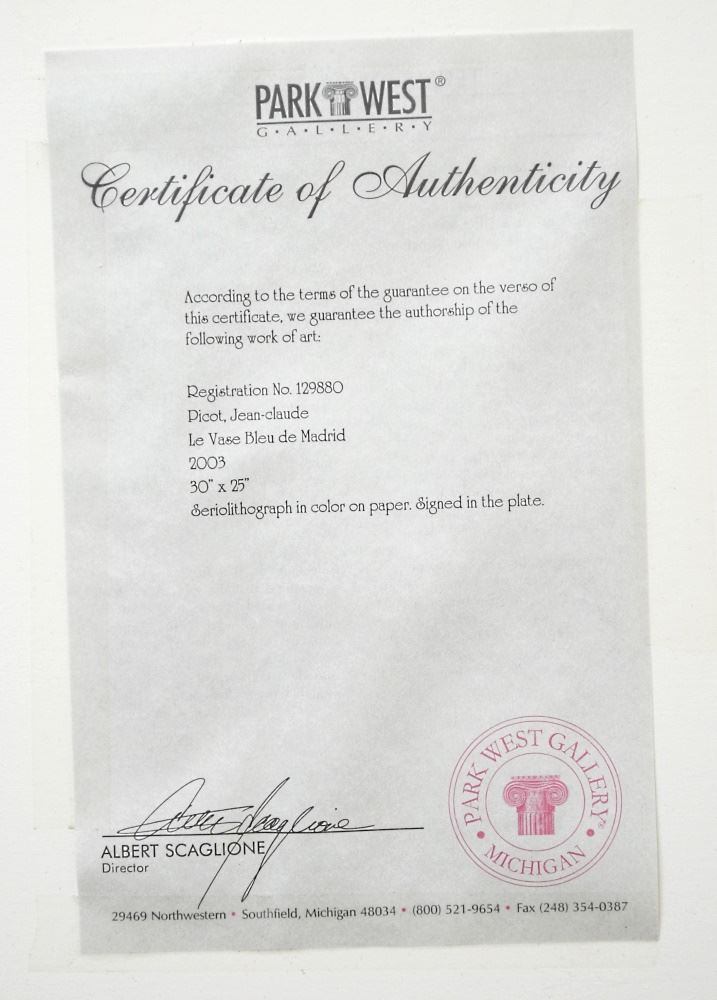 PARK WEST®
G•A•L•L•E•R•Y
Certificate of Authenticity
According to the terms of the guarantee on the verso of
this certificate, we guarantee the authorship of the
following work of art:
Registration No. 129880
Picot, Jean-claude
Le Vase Bleu de Madrid
2003
30" x 25"
Seriolithograph in color on paper. Signed in the plate.
PARK WEST GALLERY®
• MICHIGAN •
ALBERT SCAGLIONE
Director
29469 Northwestern • Southfield, Michigan 48034 • (800) 521-9654 • Fax (248) 354-0387